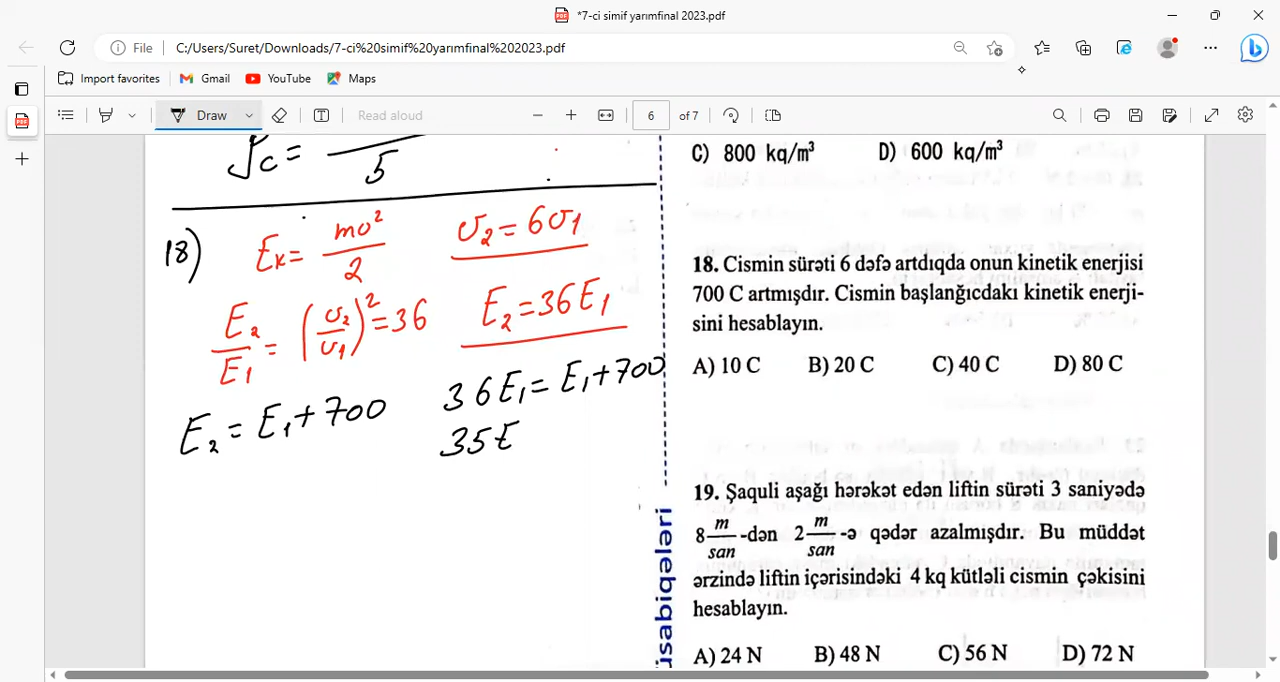 *7-ci simif yarımfinal 2023.pdf
File C:/Users/Suret/Downloads/7-ci%20simif%20yarımfinal%202023.pdf
Import favorites Gmail YouTube Maps
Draw T Read aloud 6 of 7
ρc = —— 5
18) Eₖ = mυ²/2 υ₂ = 6υ₁
E₂/E₁ = (υ₂/υ₁)² = 36 E₂ = 36E₁
E₂ = E₁ + 700 36E₁ = E₁ + 700
35E
C) 800 kq/m³ D) 600 kq/m³
18. Cismin sürəti 6 dəfə artdıqda onun kinetik enerjisi
700 C artmışdır. Cismin başlanğıcdakı kinetik enerji-
sini hesablayın.
A) 10 C B) 20 C C) 40 C D) 80 C
19. Şaquli aşağı hərəkət edən liftin sürəti 3 saniyədə
8 m/san -dən 2 m/san -ə qədər azalmışdır. Bu müddət
ərzində liftin içərisindəki 4 kq kütləli cismin çəkisini
hesablayın.
A) 24 N B) 48 N C) 56 N D) 72 N
üsabiqələri